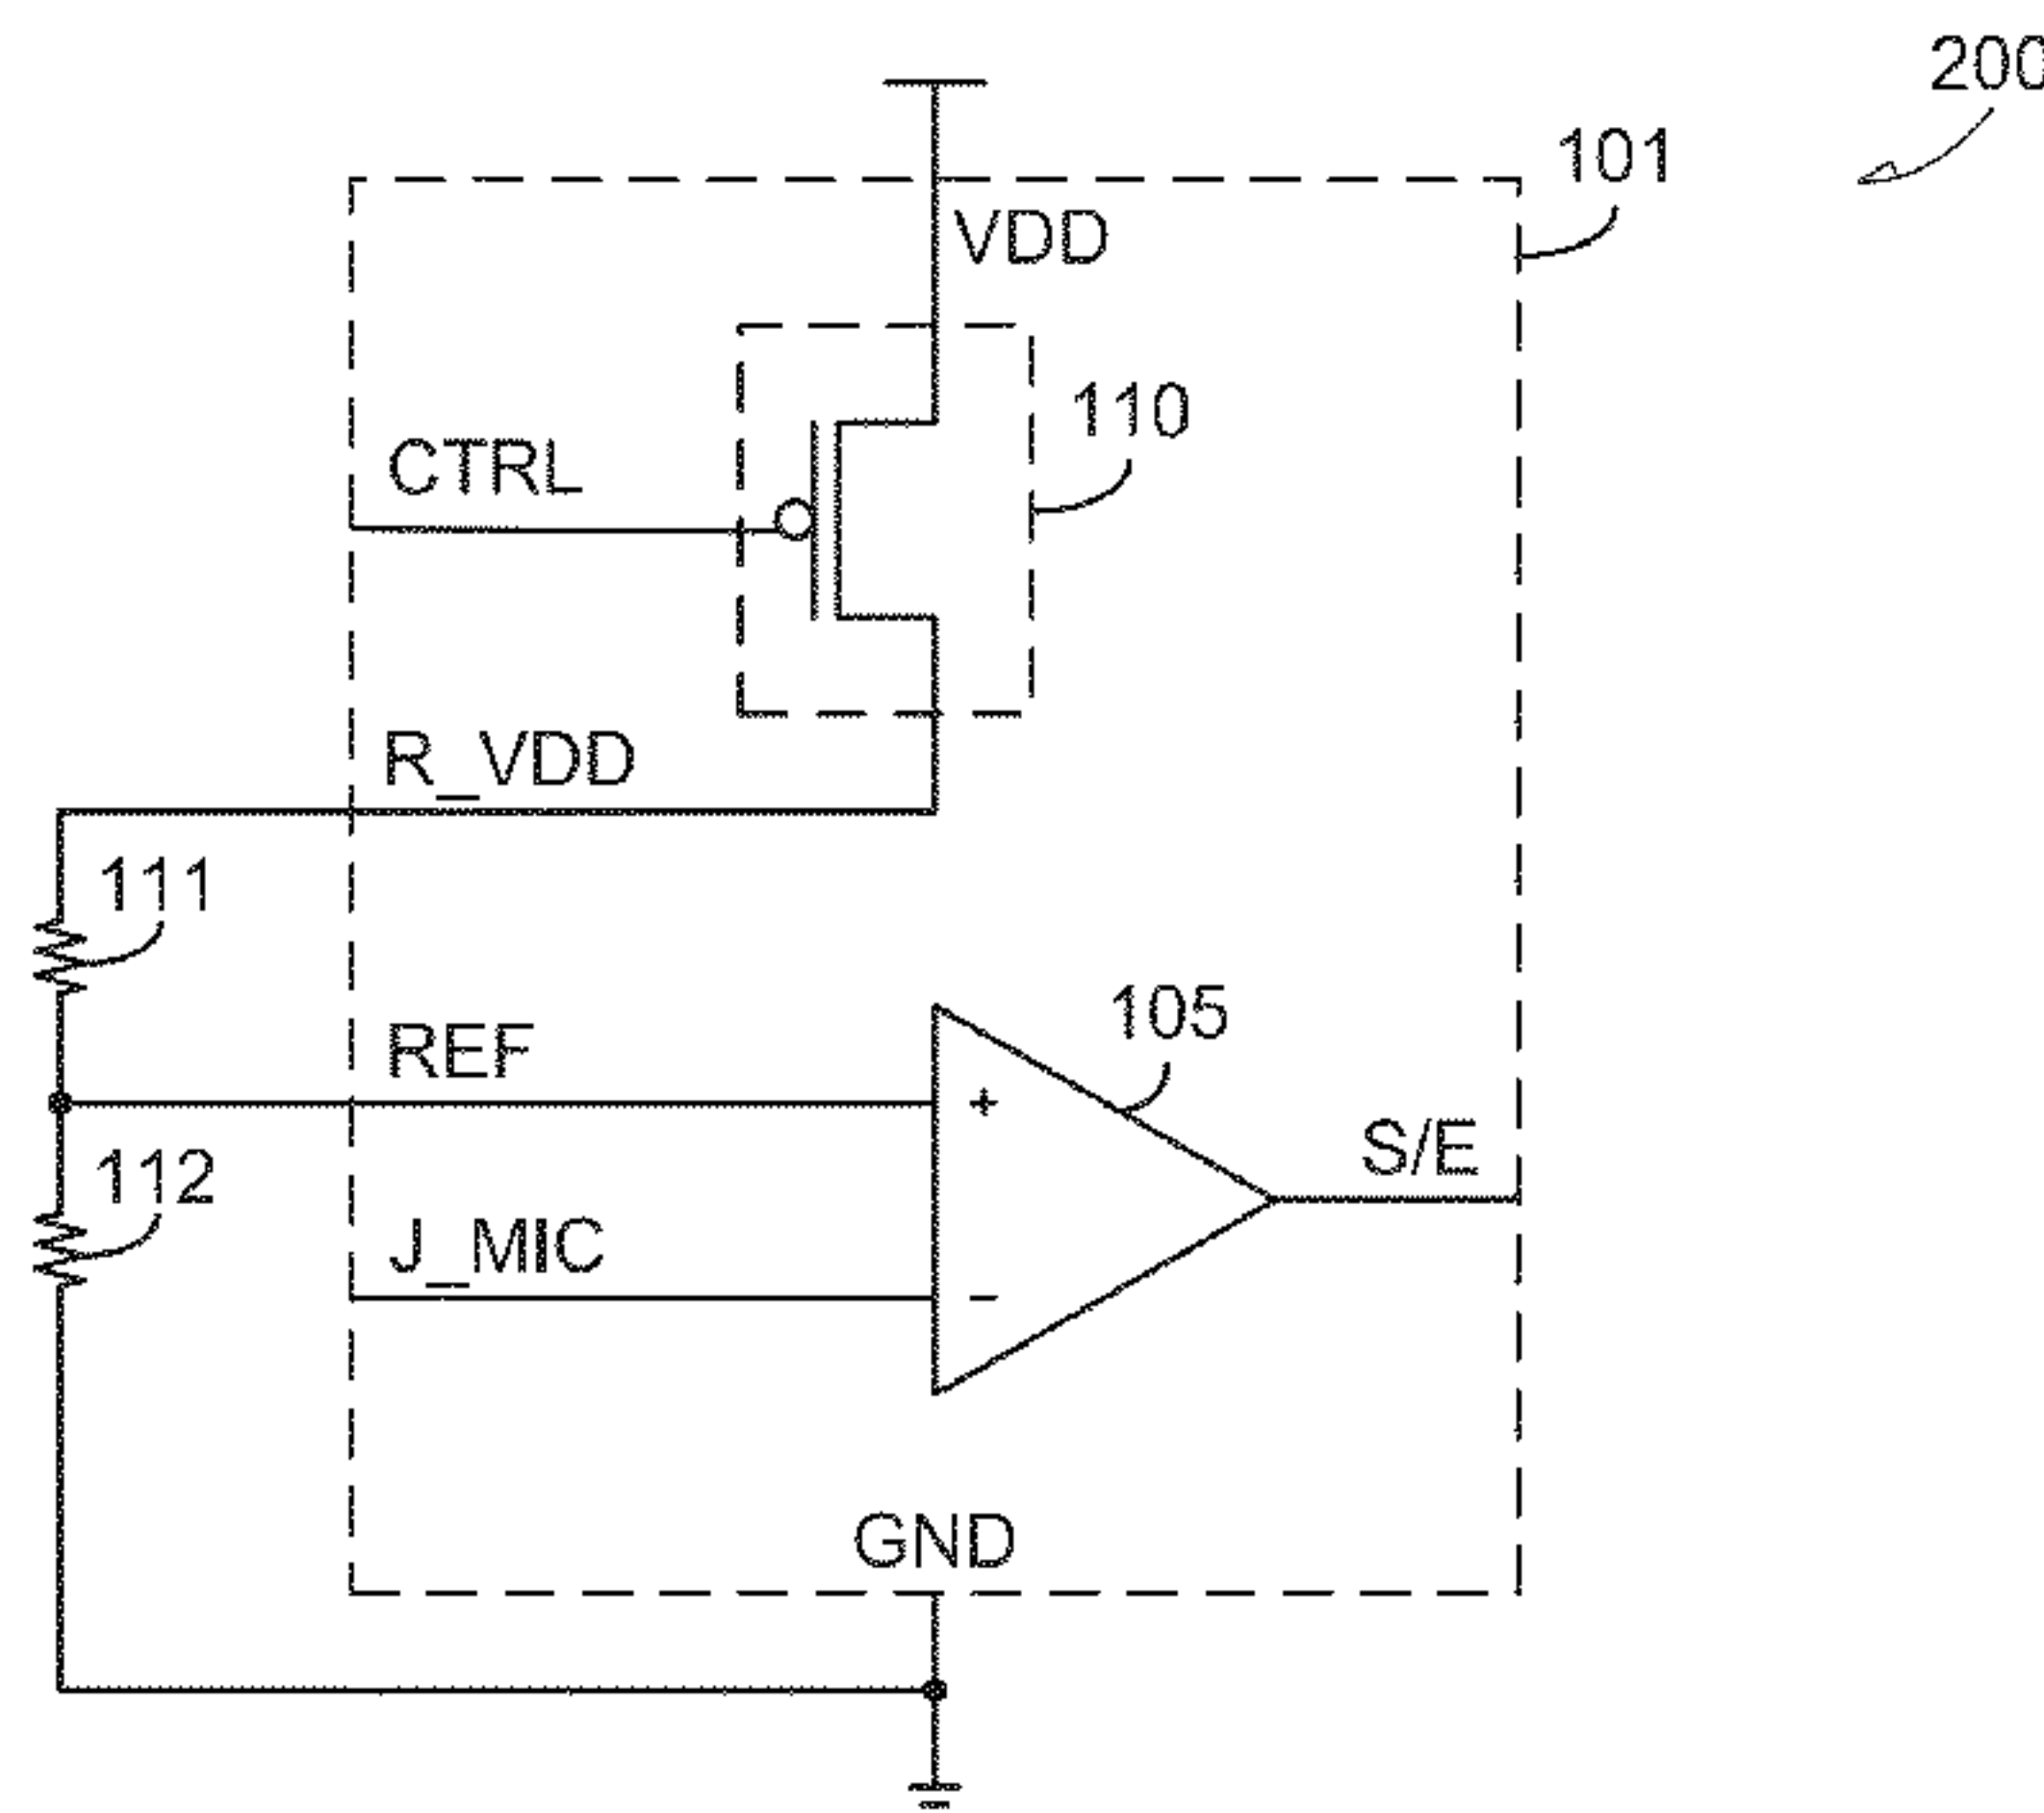 200
101
VDD
110
CTRL
R_VDD
111
105
REF
+
S/E
112
J_MIC
−
GND